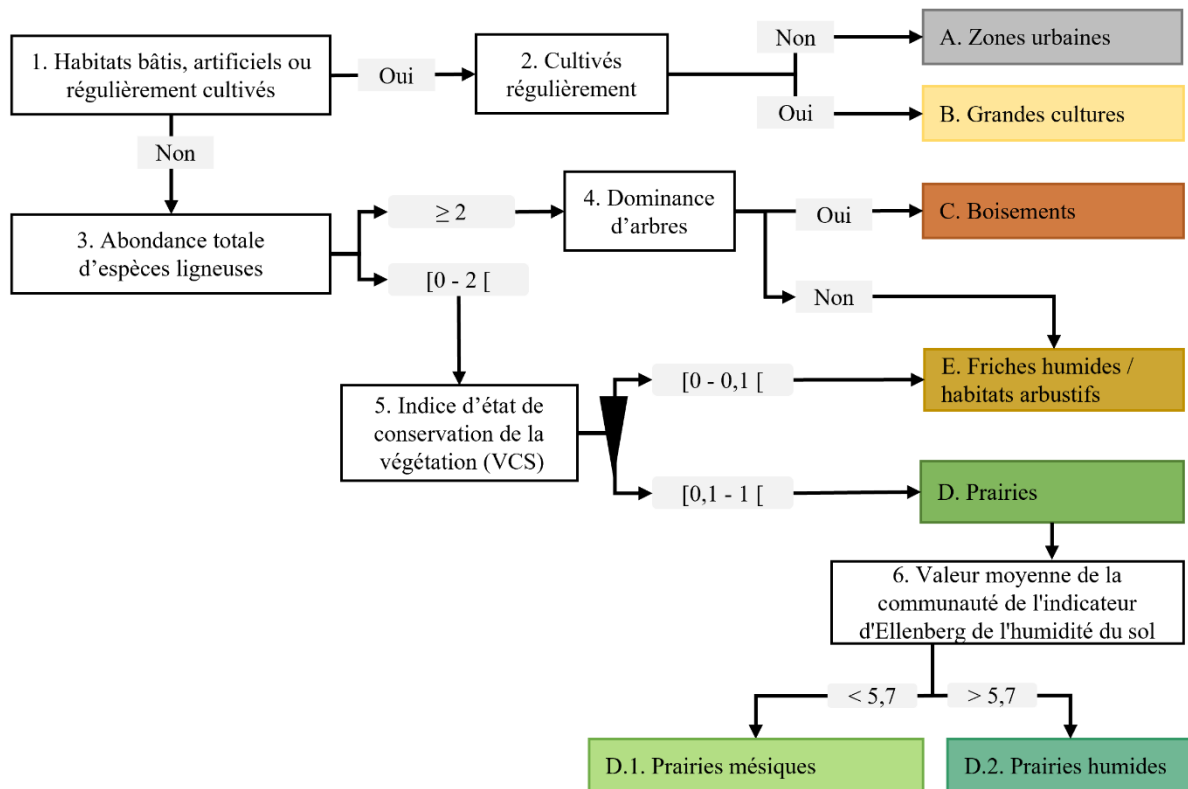 1. Habitats bâtis, artificiels ou
régulièrement cultivés
Oui
2. Cultivés
régulièrement
Non
A. Zones urbaines
Oui
B. Grandes cultures
Non
3. Abondance totale
d’espèces ligneuses
≥ 2
4. Dominance
d’arbres
Oui
C. Boisements
[0 - 2 [
Non
5. Indice d’état de
conservation de la
végétation (VCS)
[0 - 0,1 [
E. Friches humides /
habitats arbustifs
[0,1 - 1 [
D. Prairies
6. Valeur moyenne de la
communauté de l'indicateur
d'Ellenberg de l'humidité du sol
< 5,7
> 5,7
D.1. Prairies mésiques
D.2. Prairies humides